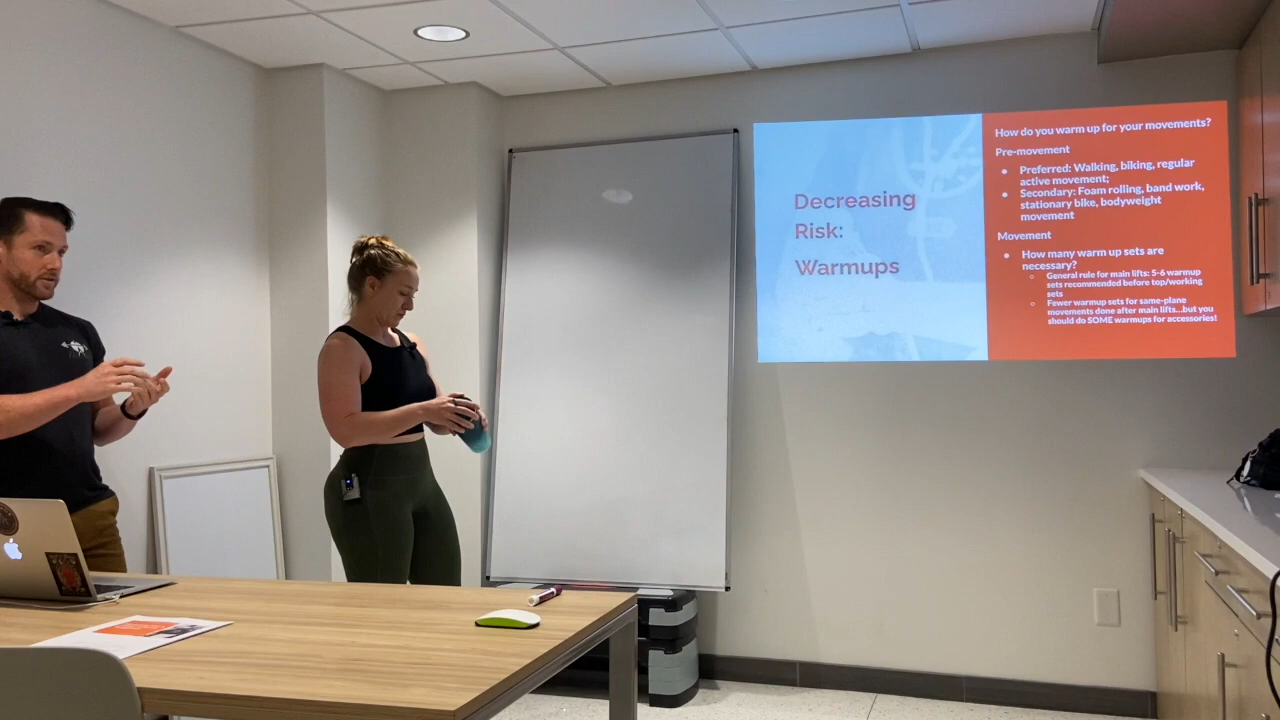 Decreasing
Risk:
Warmups
How do you warm up for your movements?
Pre-movement
● Preferred: Walking, biking, regular
active movement;
● Secondary: Foam rolling, band work,
stationary bike, bodyweight
movement
Movement
● How many warm up sets are
necessary?
○ General rule for main lifts: 5-6 warmup
sets recommended before top/working
sets
○ Fewer warmup sets for same-plane
movements done after main lifts...but you
should do SOME warmups for accessories!